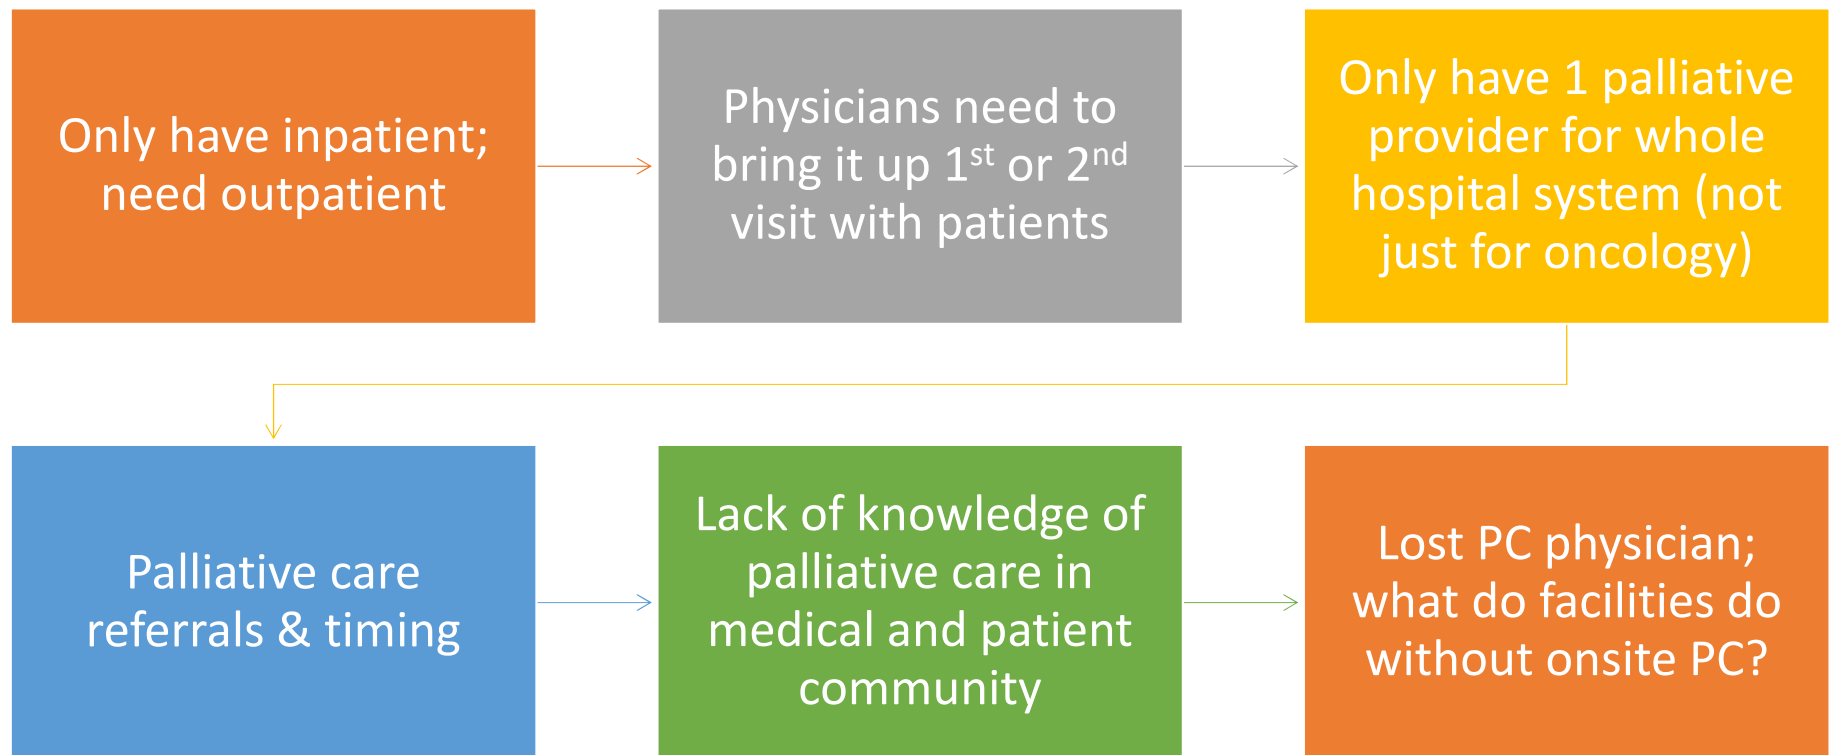 Only have inpatient;
need outpatient
Physicians need to
bring it up 1st or 2nd
visit with patients
Only have 1 palliative
provider for whole
hospital system (not
just for oncology)
Palliative care
referrals & timing
Lack of knowledge of
palliative care in
medical and patient
community
Lost PC physician;
what do facilities do
without onsite PC?